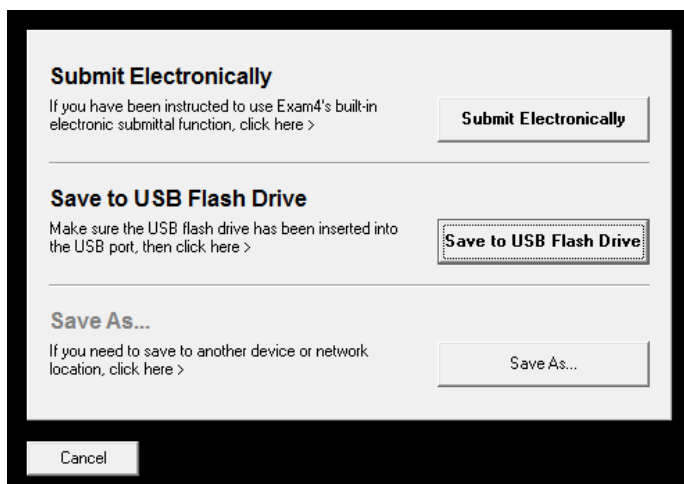 Submit Electronically
If you have been instructed to use Exam4's built-in
electronic submittal function, click here >
Submit Electronically
Save to USB Flash Drive
Make sure the USB flash drive has been inserted into
the USB port, then click here >
Save to USB Flash Drive
Save As...
If you need to save to another device or network
location, click here >
Save As...
Cancel